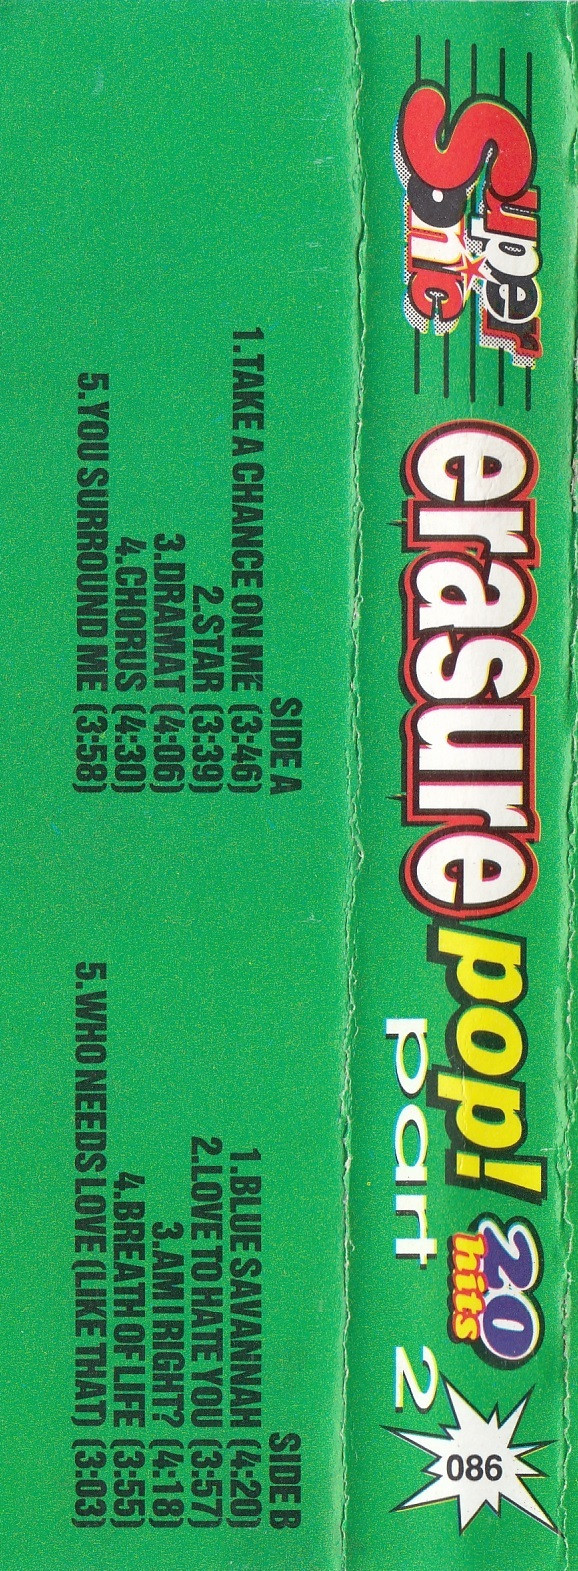 Super
Sonic
erasure pop!
part 2
20
hits
086
SIDE A
1.TAKE A CHANCE ON ME (3:46)
2.STAR (3:39)
3.DRAMAT (4:06)
4.CHORUS (4:30)
5.YOU SURROUND ME (3:58)
SIDE B
1.BLUE SAVANNAH (4:20)
2.LOVE TO HATE YOU (3:57)
3.AM I RIGHT? (4:18)
4.BREATH OF LIFE (3:55)
5.WHO NEEDS LOVE (LIKE THAT) (3:03)